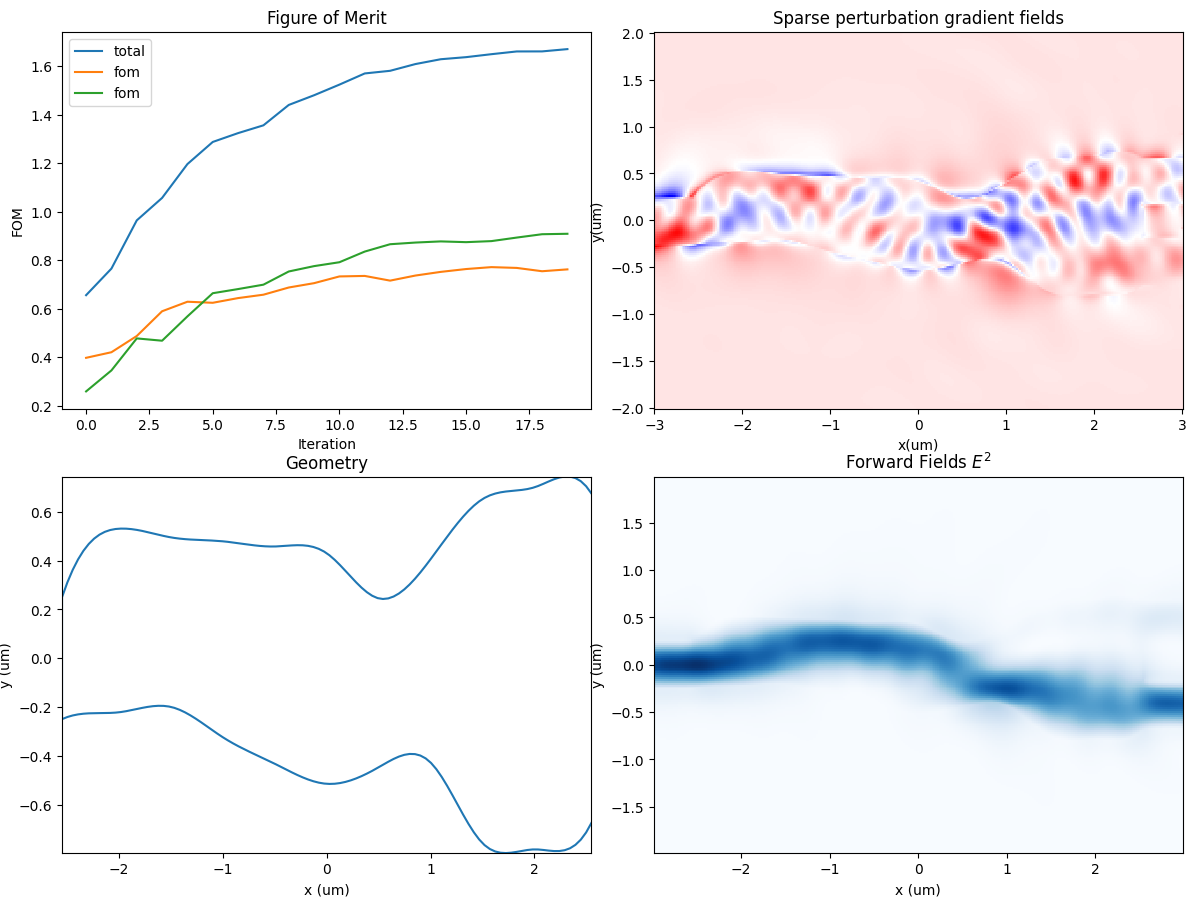 Figure of Merit
total
fom
fom
FOM
1.6
1.4
1.2
1.0
0.8
0.6
0.4
0.2
0.0 2.5 5.0 7.5 10.0 12.5 15.0 17.5
Iteration
Sparse perturbation gradient fields
y(um)
2.0
1.5
1.0
0.5
0.0
−0.5
−1.0
−1.5
−2.0
−3 −2 −1 0 1 2 3
x(um)
Geometry
y (um)
0.6
0.4
0.2
0.0
−0.2
−0.4
−0.6
−2 −1 0 1 2
x (um)
Forward Fields E²
y (um)
1.5
1.0
0.5
0.0
−0.5
−1.0
−1.5
−2 −1 0 1 2
x (um)